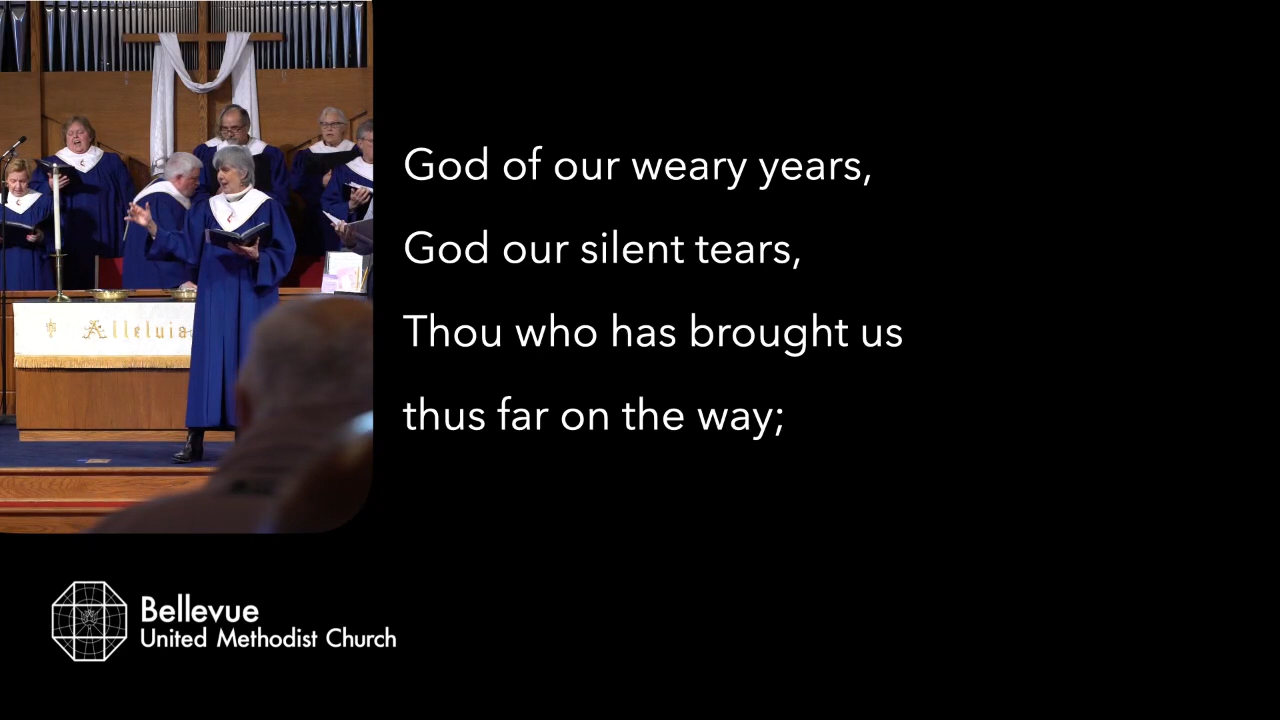 God of our weary years,
God our silent tears,
Thou who has brought us
thus far on the way;
Alleluia
Bellevue
United Methodist Church